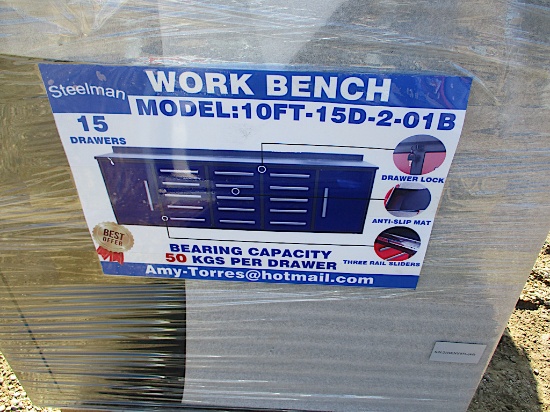 Steelman
WORK BENCH
MODEL:10FT-15D-2-01B
15
DRAWERS
DRAWER LOCK
ANTI-SLIP MAT
THREE RAIL SLIDERS
BEST
OFFER
BEARING CAPACITY
50 KGS PER DRAWER
Amy-Torres@hotmail.com